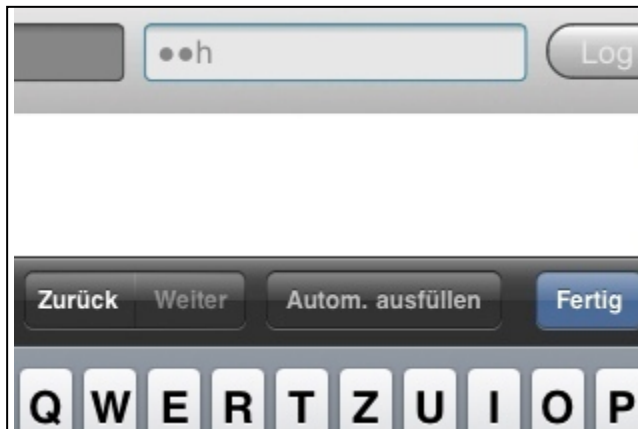 ●●h Log
Zurück Weiter Autom. ausfüllen Fertig
Q W E R T Z U I O P